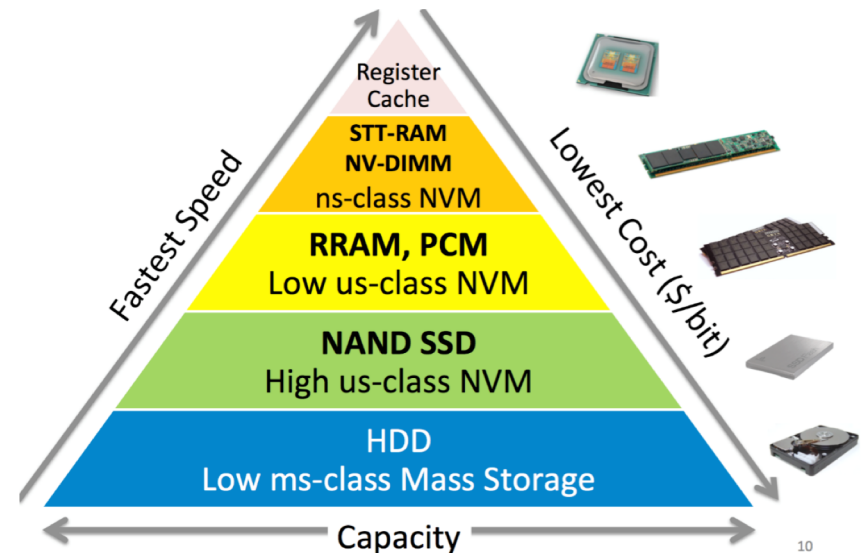 Register
Cache
STT-RAM
NV-DIMM
ns-class NVM
RRAM, PCM
Low us-class NVM
NAND SSD
High us-class NVM
HDD
Low ms-class Mass Storage
Fastest Speed
Lowest Cost ($/bit)
Capacity
10